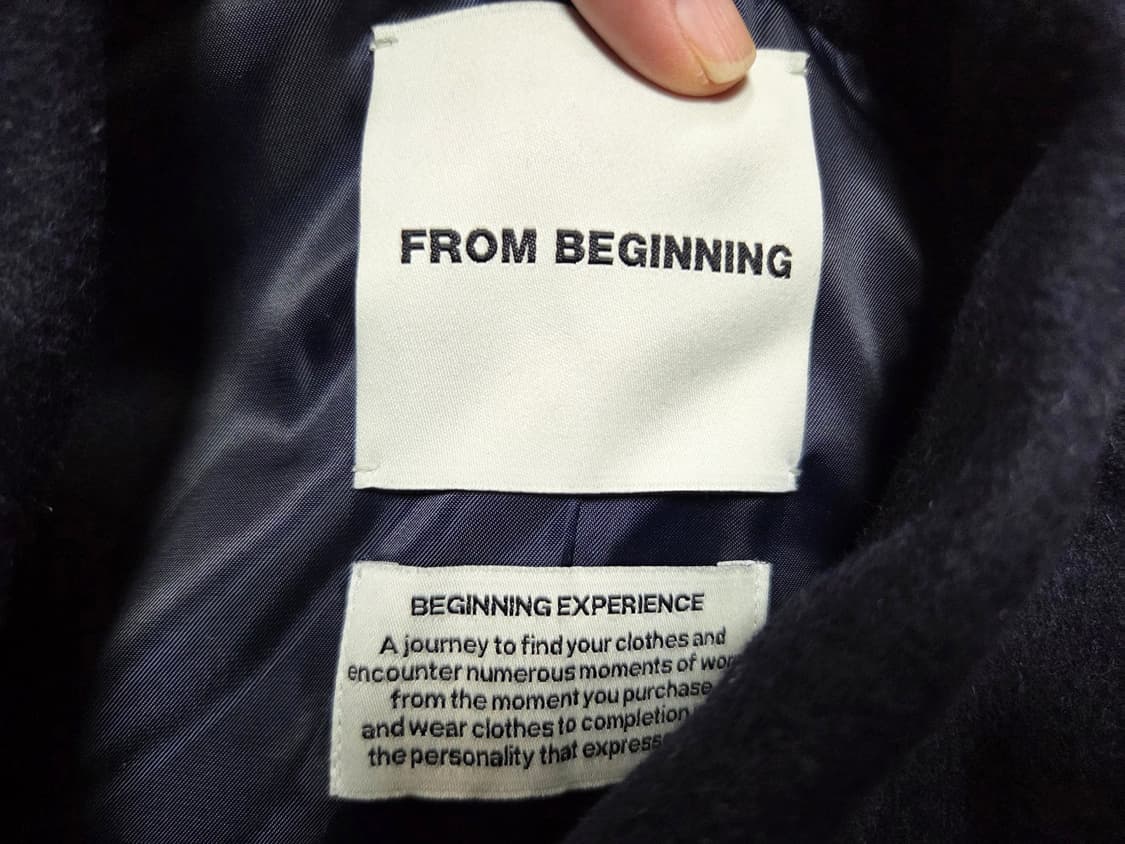 FROM BEGINNING
BEGINNING EXPERIENCE
A journey to find your clothes and
encounter numerous moments of
from the moment you purchase
and wear clothes to completion
the personality that